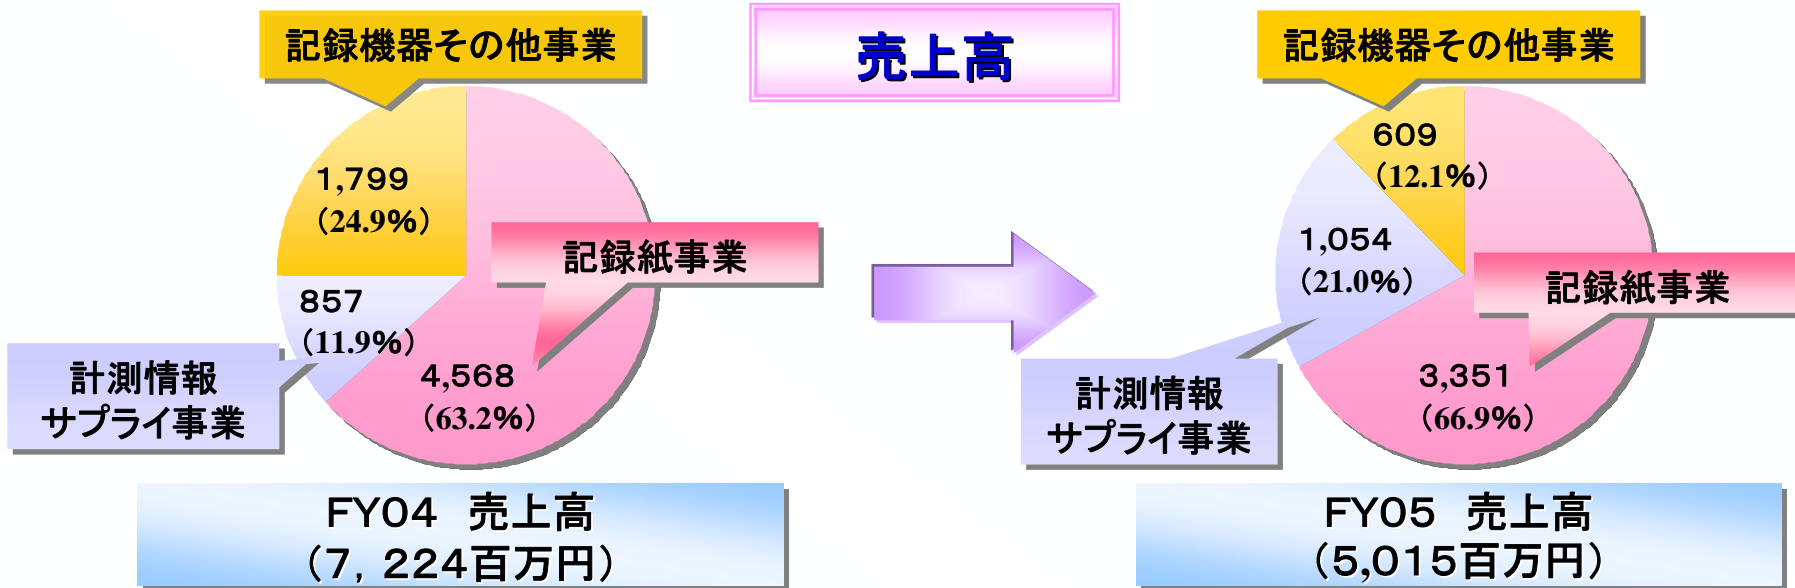 売上高
記録機器その他事業
1,799
(24.9%)
857
(11.9%)
記録紙事業
4,568
(63.2%)
計測情報
サプライ事業
FY04 売上高
(7, 224百万円)
記録機器その他事業
609
(12.1%)
1,054
(21.0%)
記録紙事業
3,351
(66.9%)
計測情報
サプライ事業
FY05 売上高
(5,015百万円)